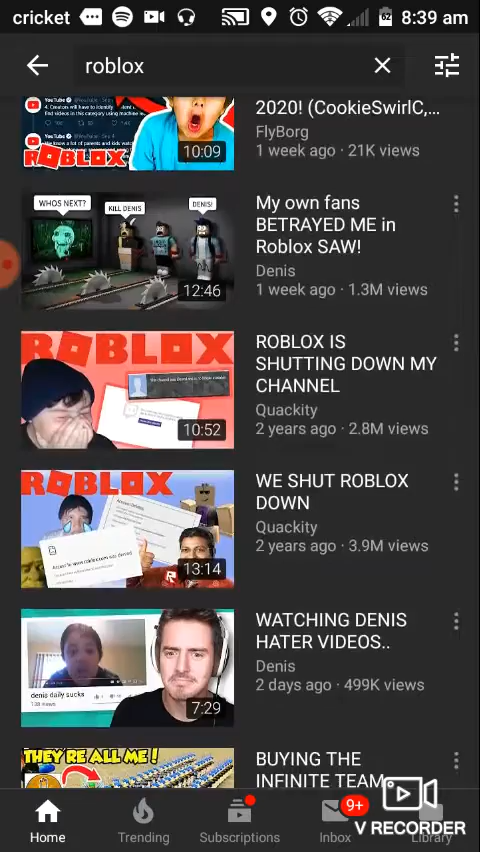 cricket 62 8:39 am
roblox
YouTube
ROBLOX
10:09
2020! (CookieSwirlC,...
FlyBorg
1 week ago · 21K views
WHOS NEXT?
KILL DENIS
DENIS!
12:46
My own fans
BETRAYED ME in
Roblox SAW!
Denis
1 week ago · 1.3M views
ROBLOX
10:52
ROBLOX IS
SHUTTING DOWN MY
CHANNEL
Quackity
2 years ago · 2.8M views
ROBLOX
13:14
WE SHUT ROBLOX
DOWN
Quackity
2 years ago · 3.9M views
denis daily sucks
7:29
WATCHING DENIS
HATER VIDEOS..
Denis
2 days ago · 499K views
THEY'RE ALL ME!
BUYING THE
INFINITE TEAM
Home
Trending
Subscriptions
9+
Inbox
Library
V RECORDER